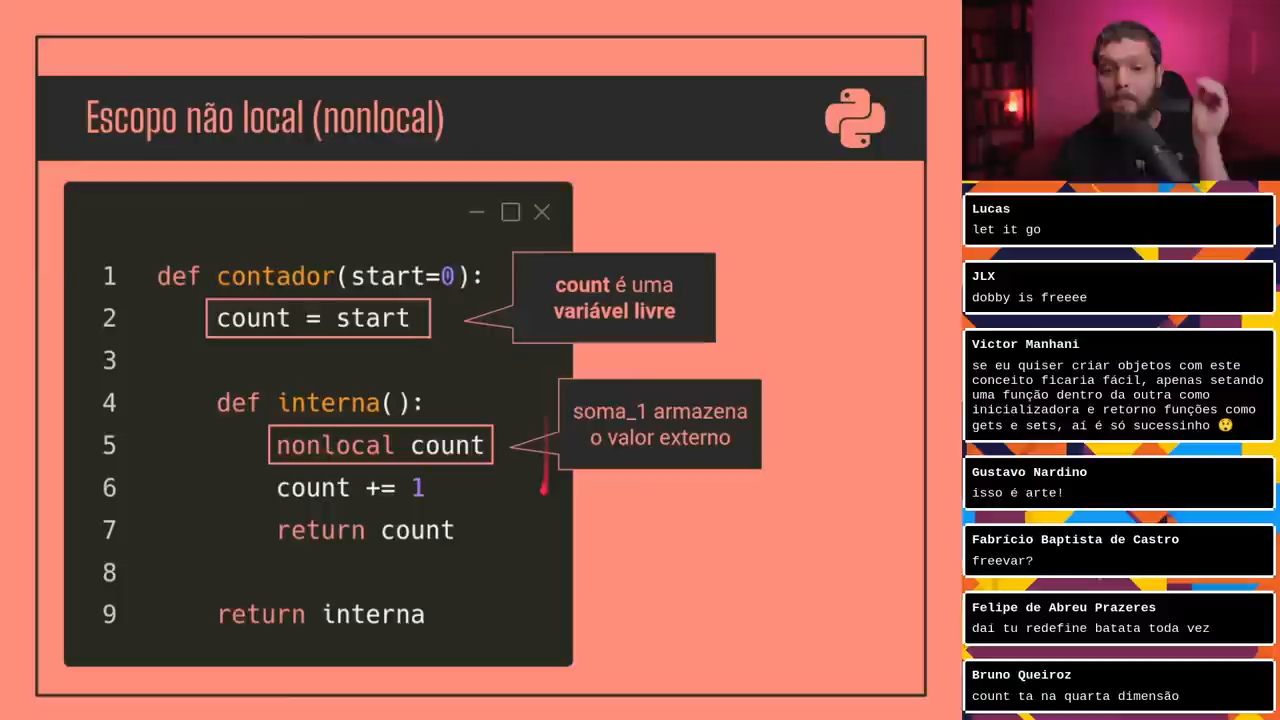 Escopo não local (nonlocal)
1 def contador(start=0):
2 count = start
3
4 def interna():
5 nonlocal count
6 count += 1
7 return count
8
9 return interna
count é uma
variável livre
soma_1 armazena
o valor externo
Lucas
let it go
JLX
dobby is freeee
Victor Manhani
se eu quiser criar objetos com este
conceito ficaria fácil, apenas setando
uma função dentro da outra como
inicializadora e retorno funções como
gets e sets, aí é só sucessinho 😲
Gustavo Nardino
isso é arte!
Fabrício Baptista de Castro
freevar?
Felipe de Abreu Prazeres
dai tu redefine batata toda vez
Bruno Queiroz
count ta na quarta dimensão